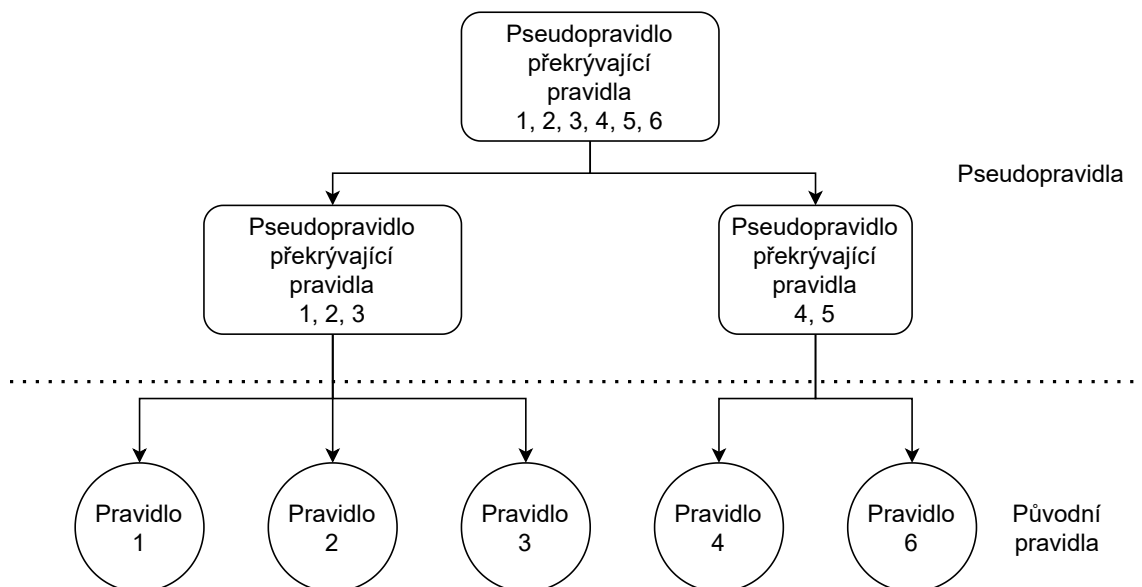 Pseudopravidlo
překrývající
pravidla
1, 2, 3, 4, 5, 6
Pseudopravidla
Pseudopravidlo
překrývající
pravidla
1, 2, 3
Pseudopravidlo
překrývající
pravidla
4, 5
Pravidlo
1
Pravidlo
2
Pravidlo
3
Pravidlo
4
Pravidlo
6
Původní
pravidla